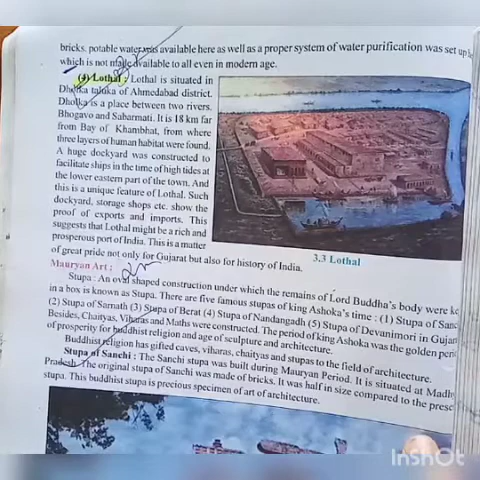 bricks, potable water was available here as well as a proper system of water purification was set up
which is not made available to all even in modern age.
(4) Lothal : Lothal is situated in
Dholka taluka of Ahmedabad district.
Dholka is a place between two rivers.
Bhogavo and Sabarmati. It is 18 km far
from Bay of Khambhat, from where
three layers of human habitat were found.
A huge dockyard was constructed to
facilitate ships in the time of high tides at
the lower eastern part of the town. And
this is a unique feature of Lothal. Such
dockyard, storage shops etc. show the
proof of exports and imports. This
suggests that Lothal might be a rich and
prosperous port of India. This is a matter
of great pride not only for Gujarat but also for history of India.
3.3 Lothal
Mauryan Art :
Stupa : An oval shaped construction under which the remains of Lord Buddha's body were
in a box is known as Stupa. There are five famous stupas of king Ashoka's time : (1) Stupa of
(2) Stupa of Sarnath (3) Stupa of Berat (4) Stupa of Nandangadh (5) Stupa of Devanimori in
Besides, Chaityas, Viharas and Maths were constructed. The period of king Ashoka was the golden
of prosperity for buddhist religion and age of sculpture and architecture.
Buddhist religion has gifted caves, viharas, chaityas and stupas to the field of architecture.
Stupa of Sanchi : The Sanchi stupa was built during Mauryan Period. It is situated at
Pradesh. The original stupa of Sanchi was made of bricks. It was half in size compared to the
stupa. This buddhist stupa is precious specimen of art of architecture.
InShOt